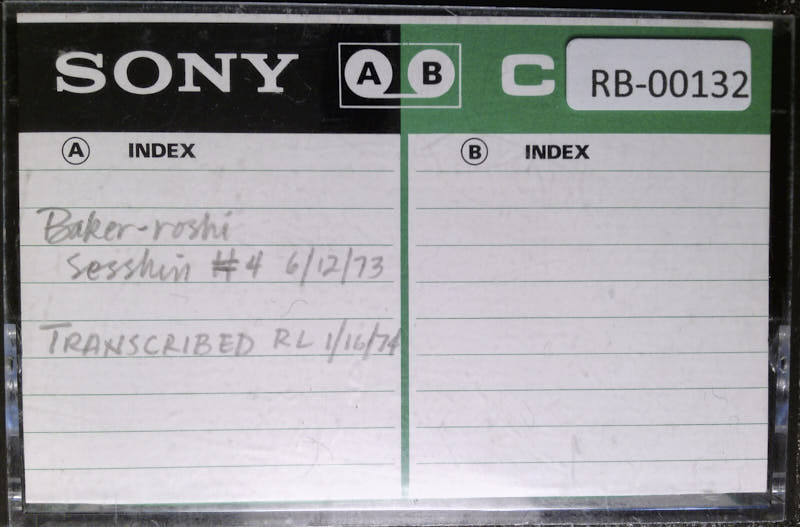 SONY A B C RB-00132
A INDEX
Baker-roshi
Sesshin #4 6/12/73
TRANSCRIBED RL 1/16/74
B INDEX